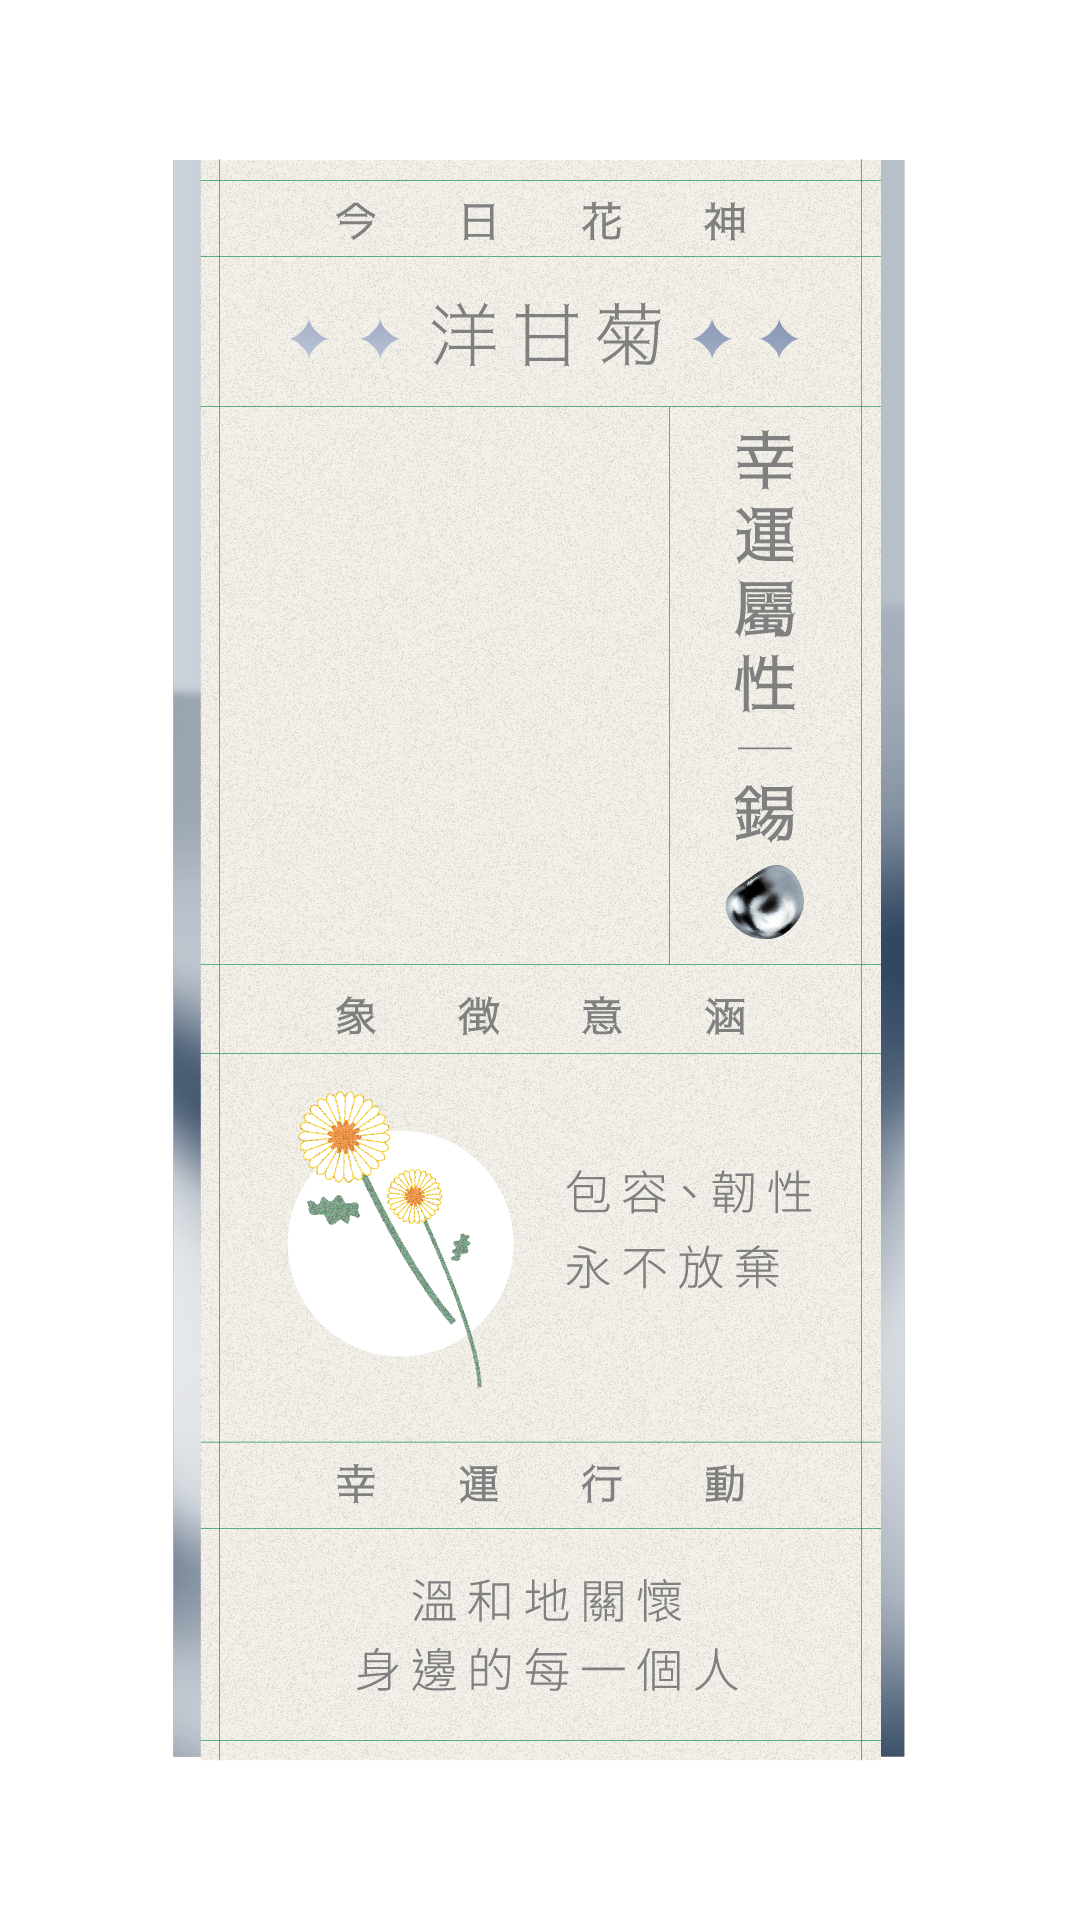 今日花神
洋甘菊
幸運屬性｜錫
象徵意涵
包容、韌性
永不放棄
幸運行動
溫和地關懷
身邊的每一個人